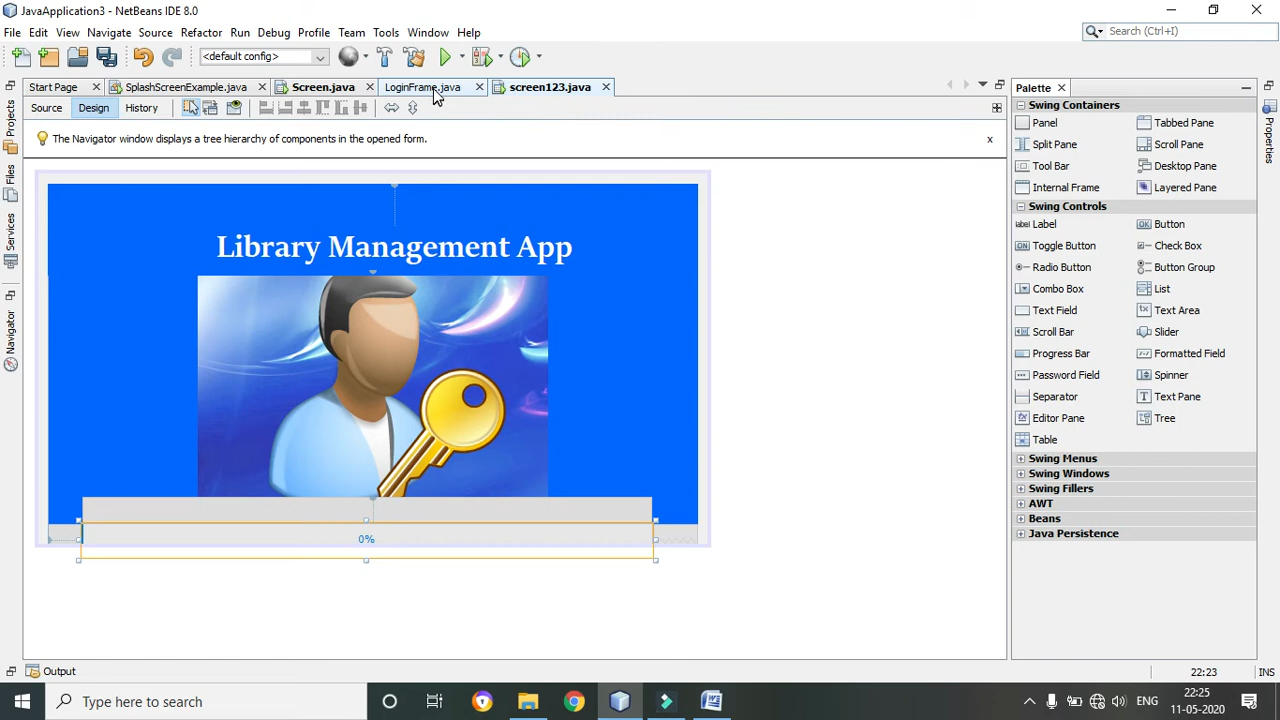 JavaApplication3 - NetBeans IDE 8.0
File Edit View Navigate Source Refactor Run Debug Profile Team Tools Window Help
Search (Ctrl+I)
<default config>
Start Page SplashScreenExample.java Screen.java LoginFrame.java screen123.java
Source Design History
The Navigator window displays a tree hierarchy of components in the opened form. x
Projects
Files
Services
Navigator
Library Management App
0%
Palette
Swing Containers
Panel Tabbed Pane
Split Pane Scroll Pane
Tool Bar Desktop Pane
Internal Frame Layered Pane
Swing Controls
label Label OK Button
ON Toggle Button Check Box
Radio Button Button Group
Combo Box List
Text Field Text Area
Scroll Bar Slider
Progress Bar Formatted Field
Password Field Spinner
Separator T Text Pane
Editor Pane Tree
Table
Swing Menus
Swing Windows
Swing Fillers
AWT
Beans
Java Persistence
Properties
Output
22:23 INS
Type here to search
ENG
22:25
11-05-2020